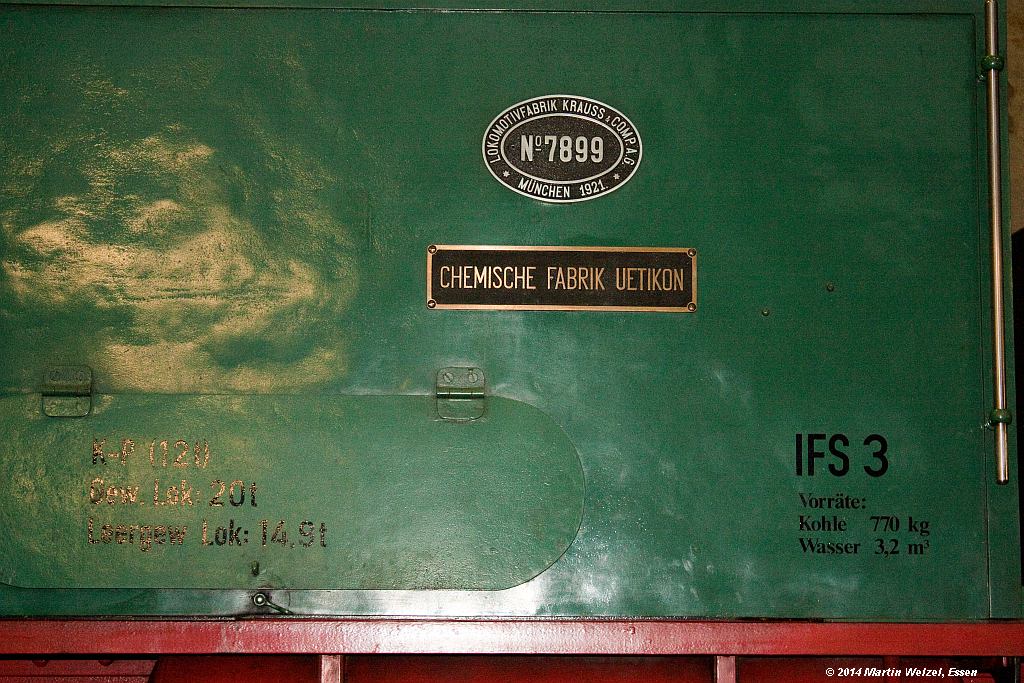 LOKOMOTIVFABRIK KRAUSS & COMP. A.G.
Nº 7899
* MÜNCHEN 1921. *
CHEMISCHE FABRIK UETIKON
K-P (12t)
Gew. Lok: 20t
Leergew Lok: 14,9t
IFS 3
Vorräte:
Kohle 770 kg
Wasser 3,2 m³
© 2014 Martin Welzel, Essen